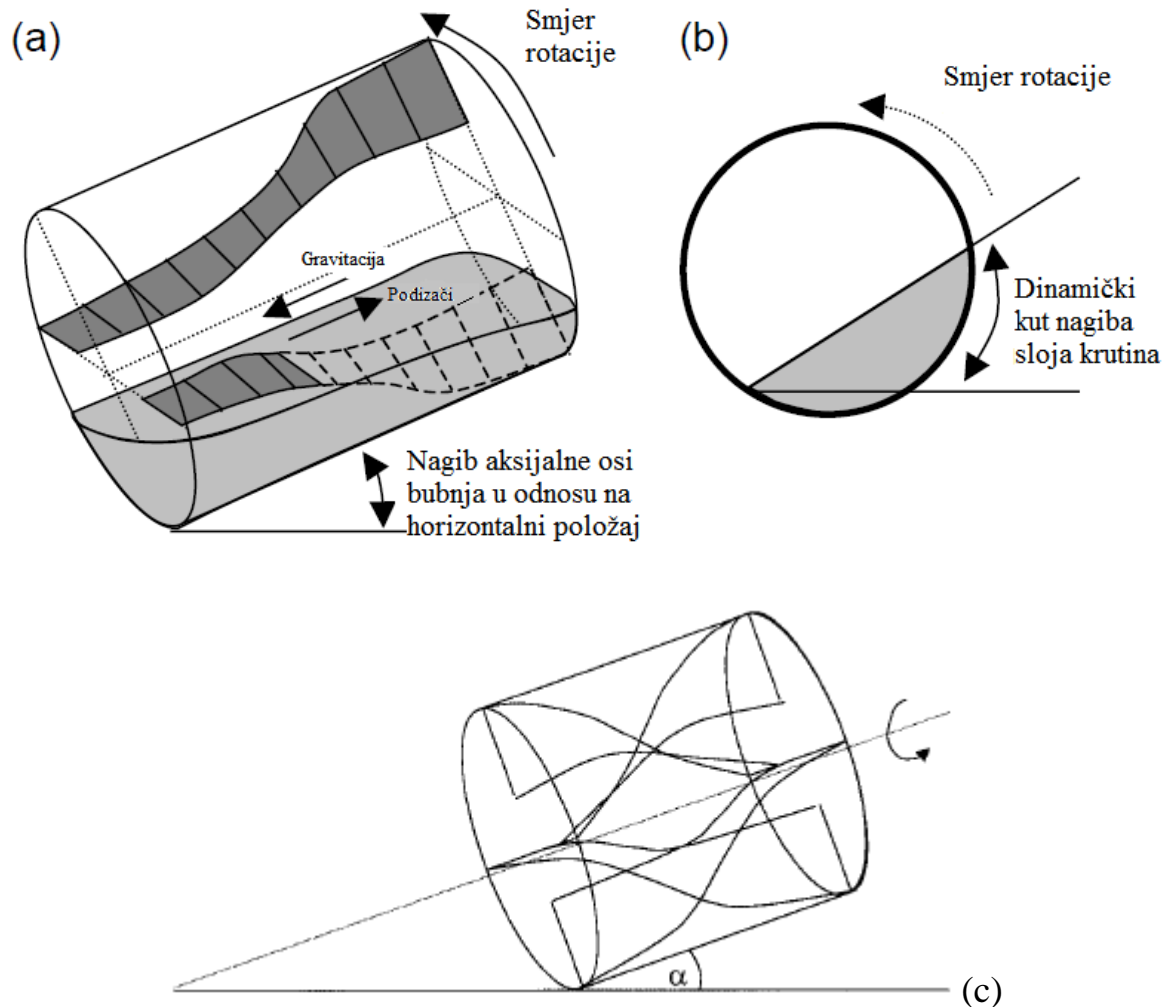 (a)
Smjer
rotacije
Gravitacija
Podizači
Nagib aksijalne osi
bubnja u odnosu na
horizontalni položaj
(b)
Smjer rotacije
Dinamički
kut nagiba
sloja krutina
α
(c)